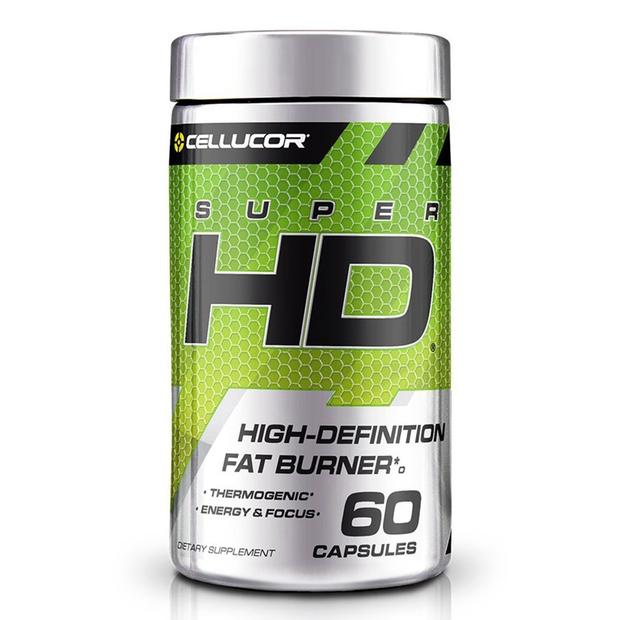 CELLUCOR®
SUPER
HD®
HIGH-DEFINITION
FAT BURNER*□
• THERMOGENIC•
• ENERGY & FOCUS•
60
CAPSULES
DIETARY SUPPLEMENT